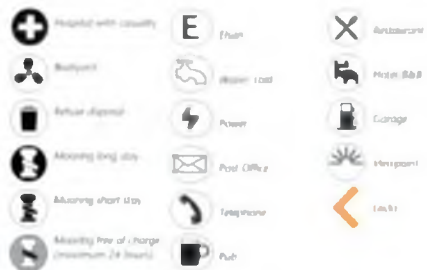 Hospital with casualty
Boatyard
Refuse disposal
Mooring long stay
Mooring short stay
Mooring free of charge
(maximum 24 hours)
E
Elsan
Water
Power
Post Office
Telephone
Pub
Restaurant
Hotel B&B
Garage
Viewpoint
Locks